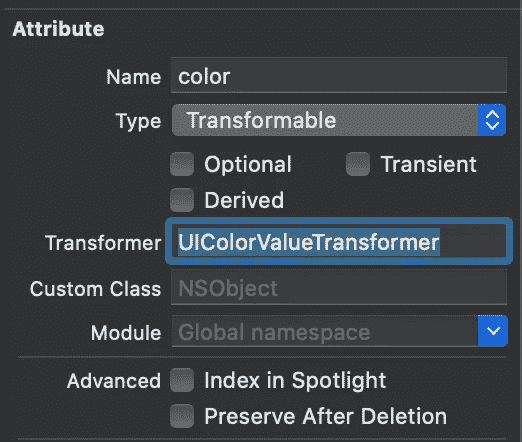 Attribute
Name color
Type Transformable
Optional Transient
Derived
Transformer UIColorValueTransformer
Custom Class NSObject
Module Global namespace
Advanced Index in Spotlight
Preserve After Deletion